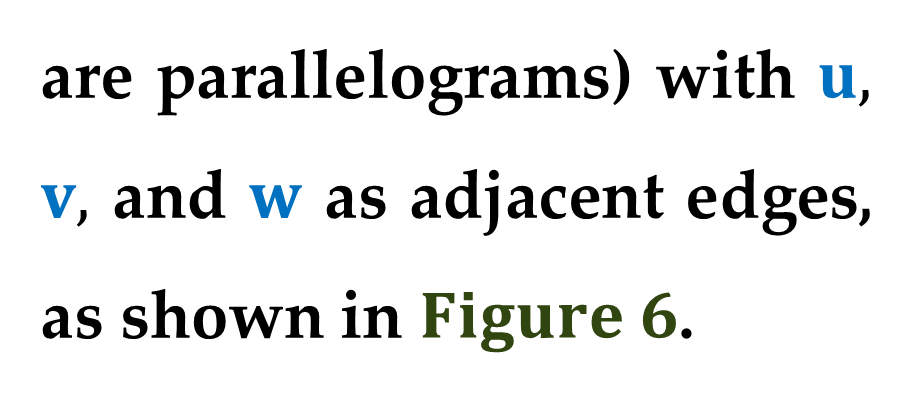 are parallelograms) with u,
v, and w as adjacent edges,
as shown in Figure 6.